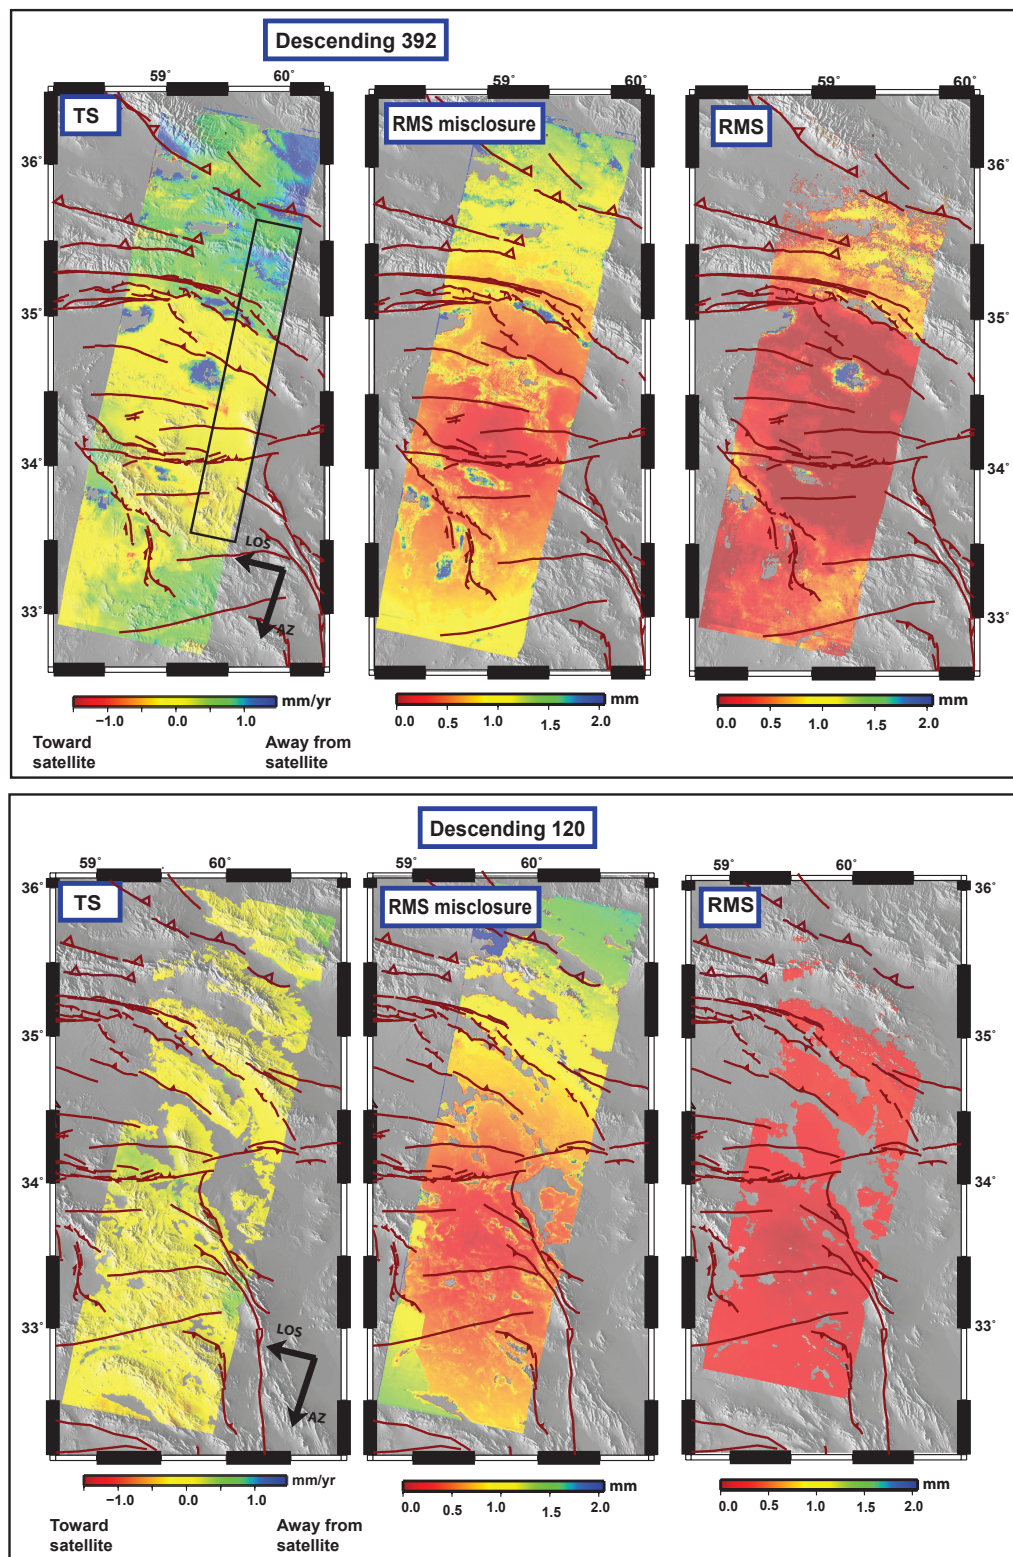 Descending 392
59° 60°
59° 60°
59° 60°
TS
RMS misclosure
RMS
36°
35°
34°
33°
36°
35°
34°
33°
LOS
AZ
−1.0 0.0 1.0 mm/yr
0.0 0.5 1.0 1.5 2.0 mm
0.0 0.5 1.0 1.5 2.0 mm
Toward satellite
Away from satellite
Descending 120
59° 60°
59° 60°
59° 60°
TS
RMS misclosure
RMS
36°
35°
34°
33°
36°
35°
34°
33°
LOS
AZ
−1.0 0.0 1.0 mm/yr
0.0 0.5 1.0 1.5 2.0 mm
0.0 0.5 1.0 1.5 2.0 mm
Toward satellite
Away from satellite